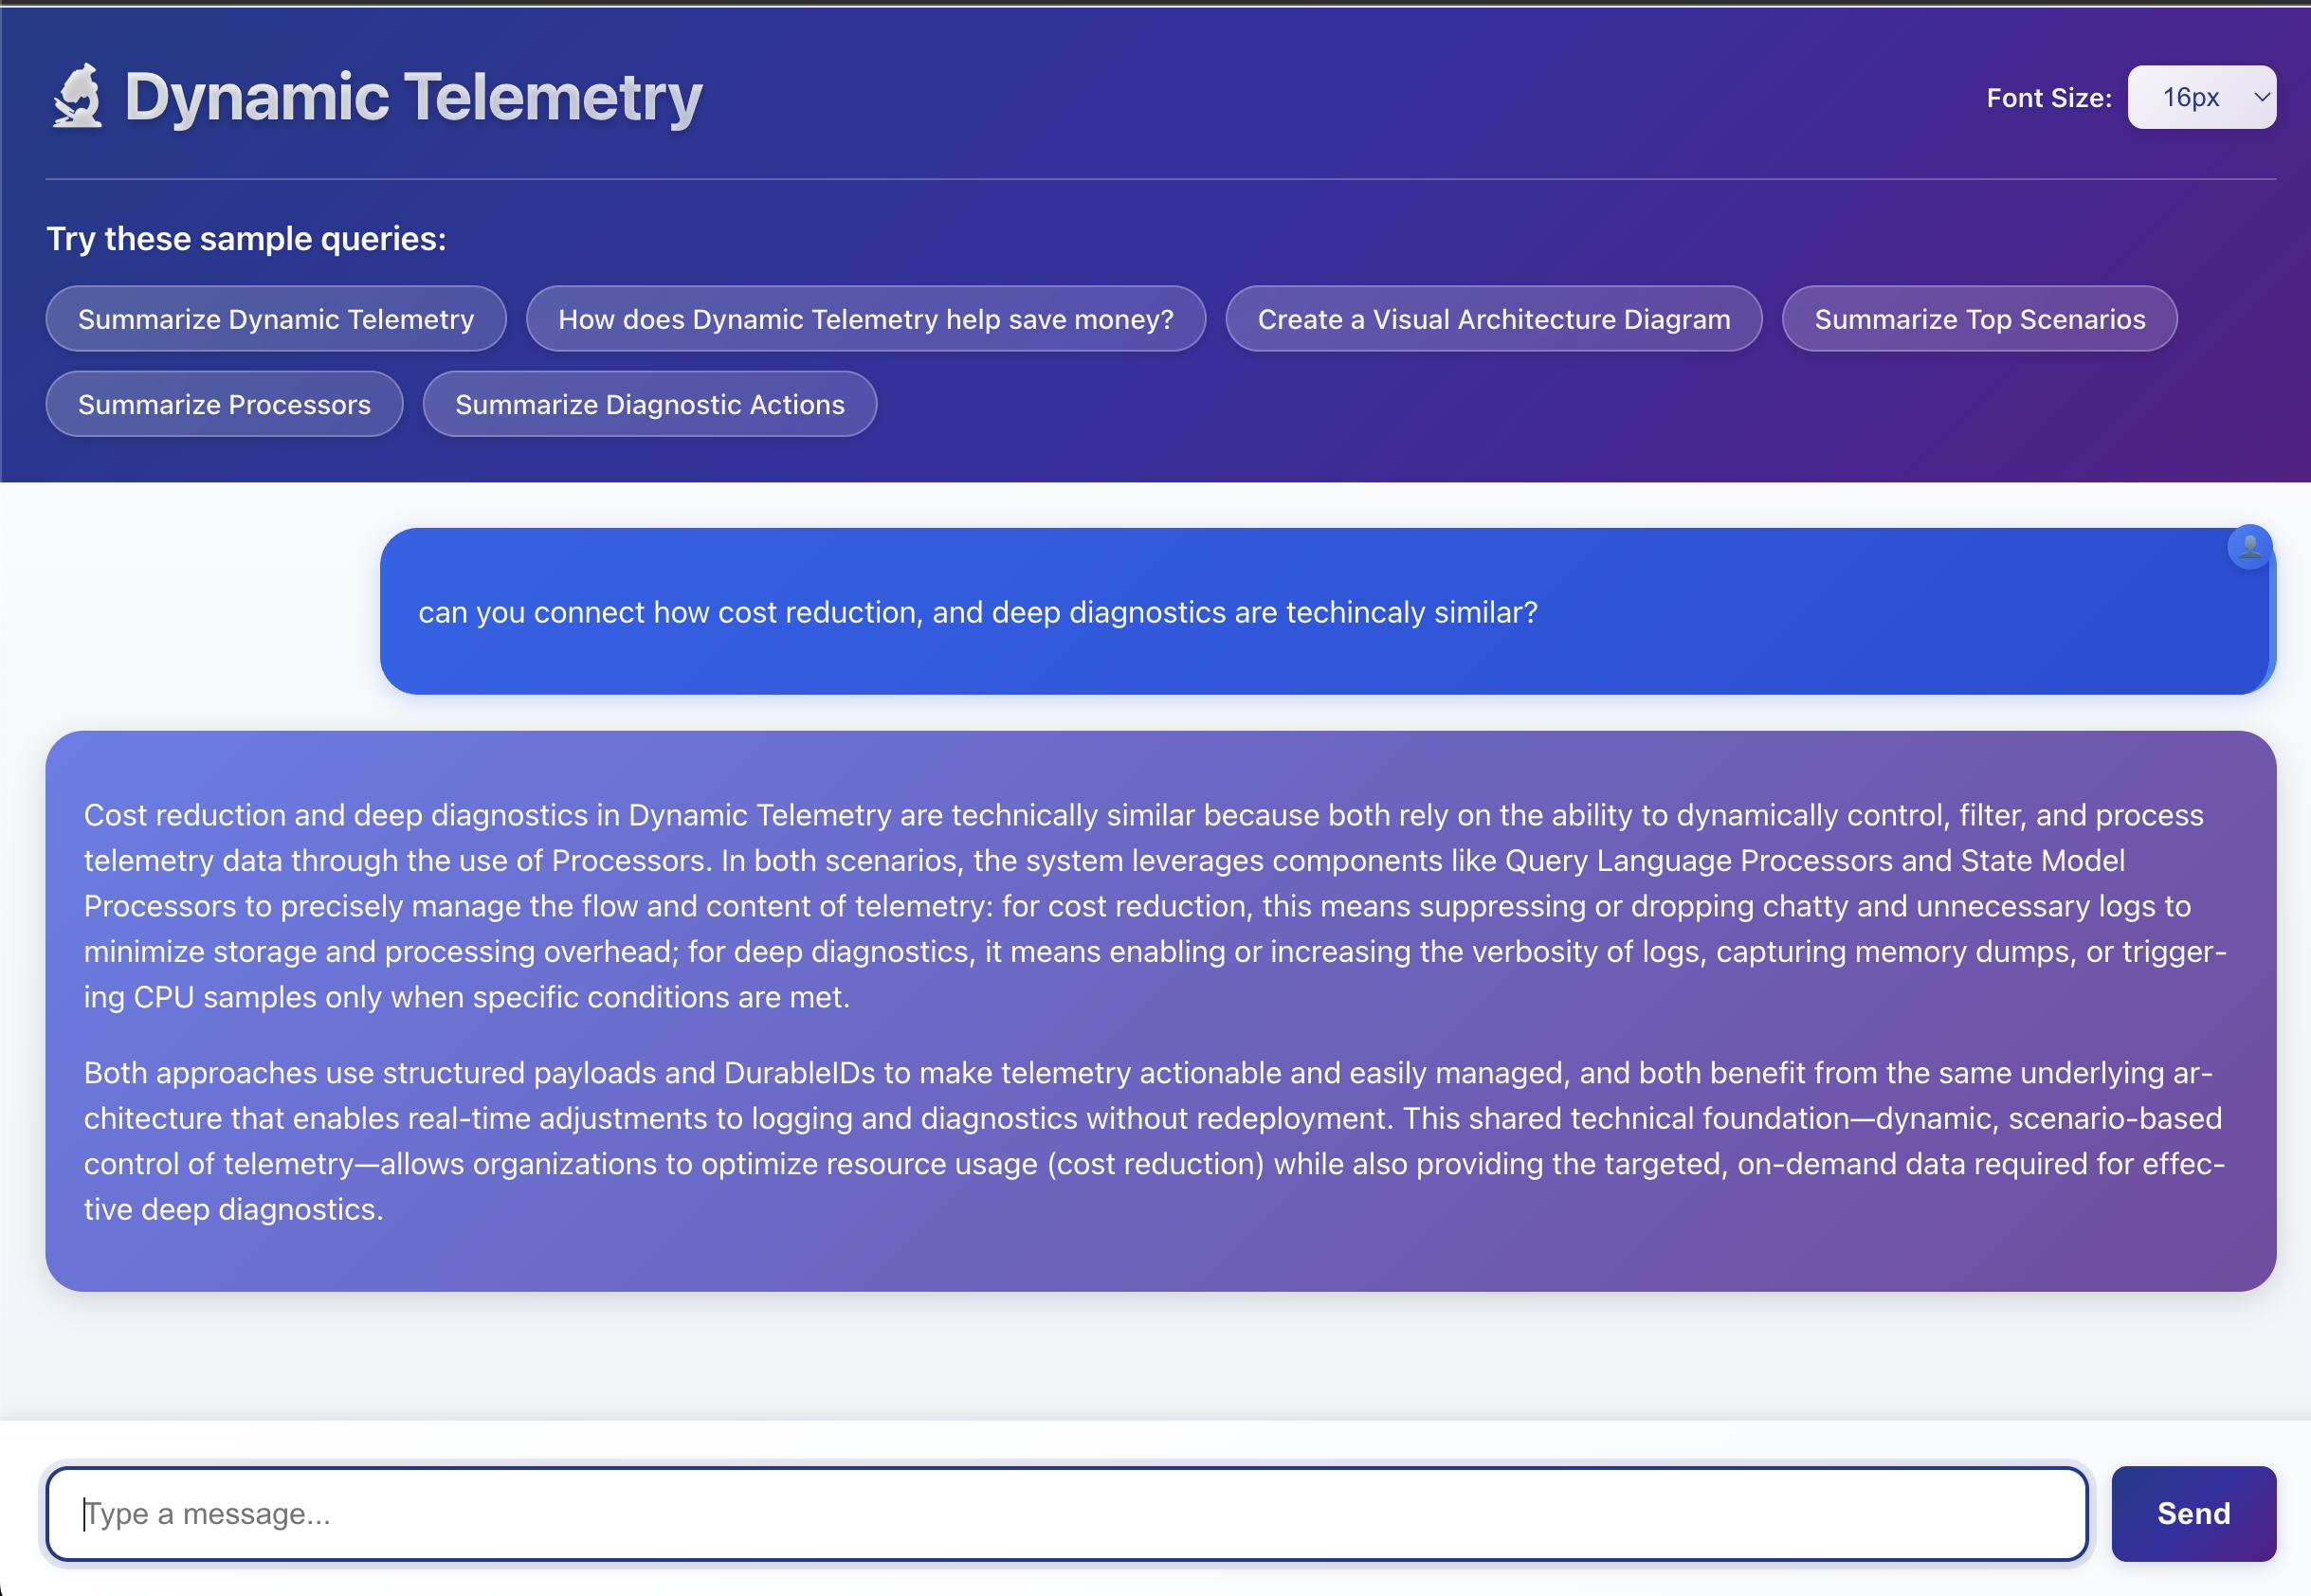 Dynamic Telemetry
Font Size: 16px
Try these sample queries:
Summarize Dynamic Telemetry
How does Dynamic Telemetry help save money?
Create a Visual Architecture Diagram
Summarize Top Scenarios
Summarize Processors
Summarize Diagnostic Actions
can you connect how cost reduction, and deep diagnostics are techincaly similar?
Cost reduction and deep diagnostics in Dynamic Telemetry are technically similar because both rely on the ability to dynamically control, filter, and process
telemetry data through the use of Processors. In both scenarios, the system leverages components like Query Language Processors and State Model
Processors to precisely manage the flow and content of telemetry: for cost reduction, this means suppressing or dropping chatty and unnecessary logs to
minimize storage and processing overhead; for deep diagnostics, it means enabling or increasing the verbosity of logs, capturing memory dumps, or trigger-
ing CPU samples only when specific conditions are met.
Both approaches use structured payloads and DurableIDs to make telemetry actionable and easily managed, and both benefit from the same underlying ar-
chitecture that enables real-time adjustments to logging and diagnostics without redeployment. This shared technical foundation—dynamic, scenario-based
control of telemetry—allows organizations to optimize resource usage (cost reduction) while also providing the targeted, on-demand data required for effec-
tive deep diagnostics.
Type a message...
Send